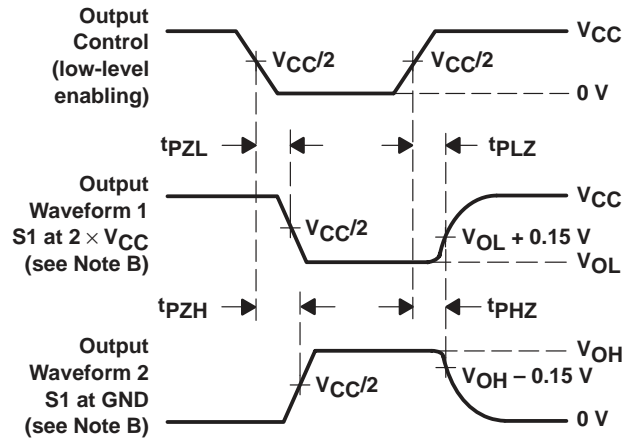 Output
Control
(low-level
enabling)
VCC/2
VCC/2
VCC
0 V
tPZL
tPLZ
Output
Waveform 1
S1 at 2 × VCC
(see Note B)
VCC/2
VCC
VOL + 0.15 V
VOL
tPZH
tPHZ
Output
Waveform 2
S1 at GND
(see Note B)
VCC/2
VOH
VOH – 0.15 V
0 V